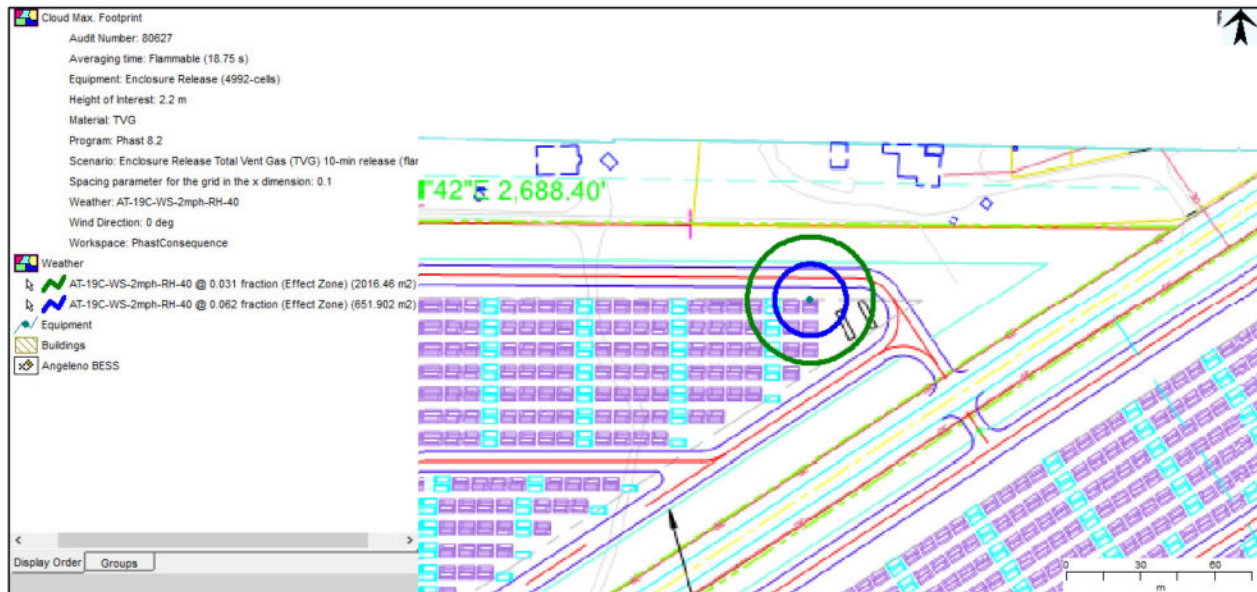 Cloud Max. Footprint
Audit Number: 80627
Averaging time: Flammable (18.75 s)
Equipment: Enclosure Release (4992-cells)
Height of Interest: 2.2 m
Material: TVG
Program: Phast 8.2
Scenario: Enclosure Release Total Vent Gas (TVG) 10-min release (flar
Spacing parameter for the grid in the x dimension: 0.1
Weather: AT-19C-WS-2mph-RH-40
Wind Direction: 0 deg
Workspace: PhastConsequence
Weather
AT-19C-WS-2mph-RH-40 @ 0.031 fraction (Effect Zone) (2016.46 m2)
AT-19C-WS-2mph-RH-40 @ 0.062 fraction (Effect Zone) (651.902 m2)
Equipment
Buildings
Angeleno BESS
Display Order Groups
42"E 2,688.40'
0 30 60
m